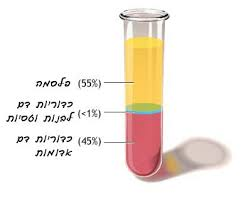 פלסמה (55%)
כדוריות דם
לבנות וטסיות (<1%)
כדוריות דם (45%)
אדומות